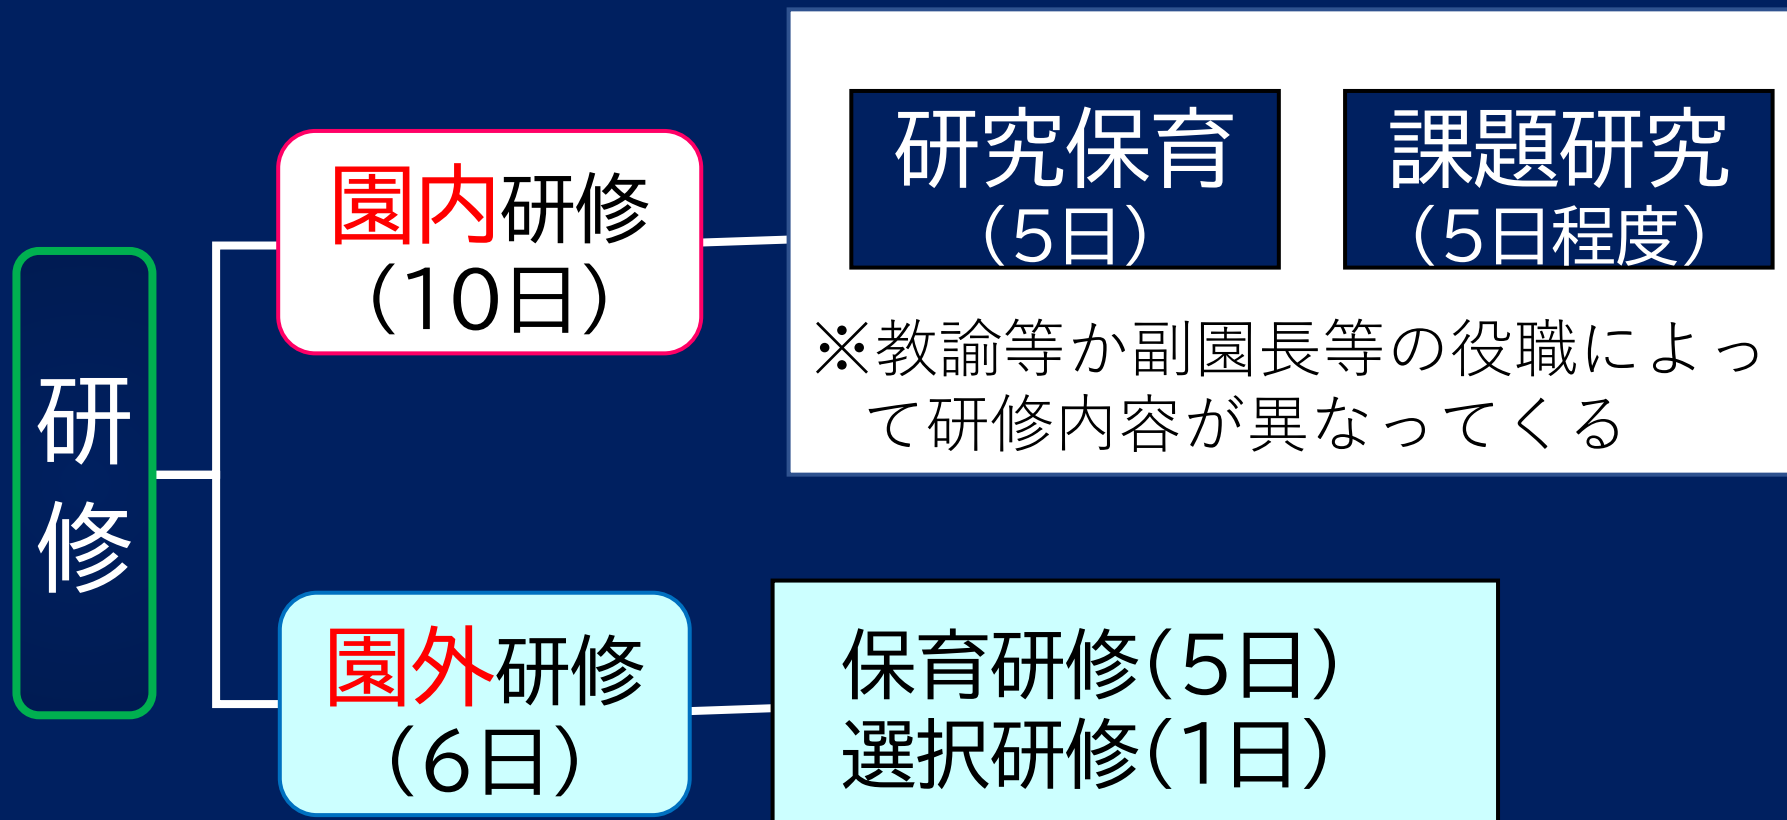 研
修
園内研修
（10日）
研究保育
（5日）
課題研究
（5日程度）
※教諭等か副園長等の役職によっ
て研修内容が異なってくる
園外研修
（6日）
保育研修（5日）
選択研修（1日）